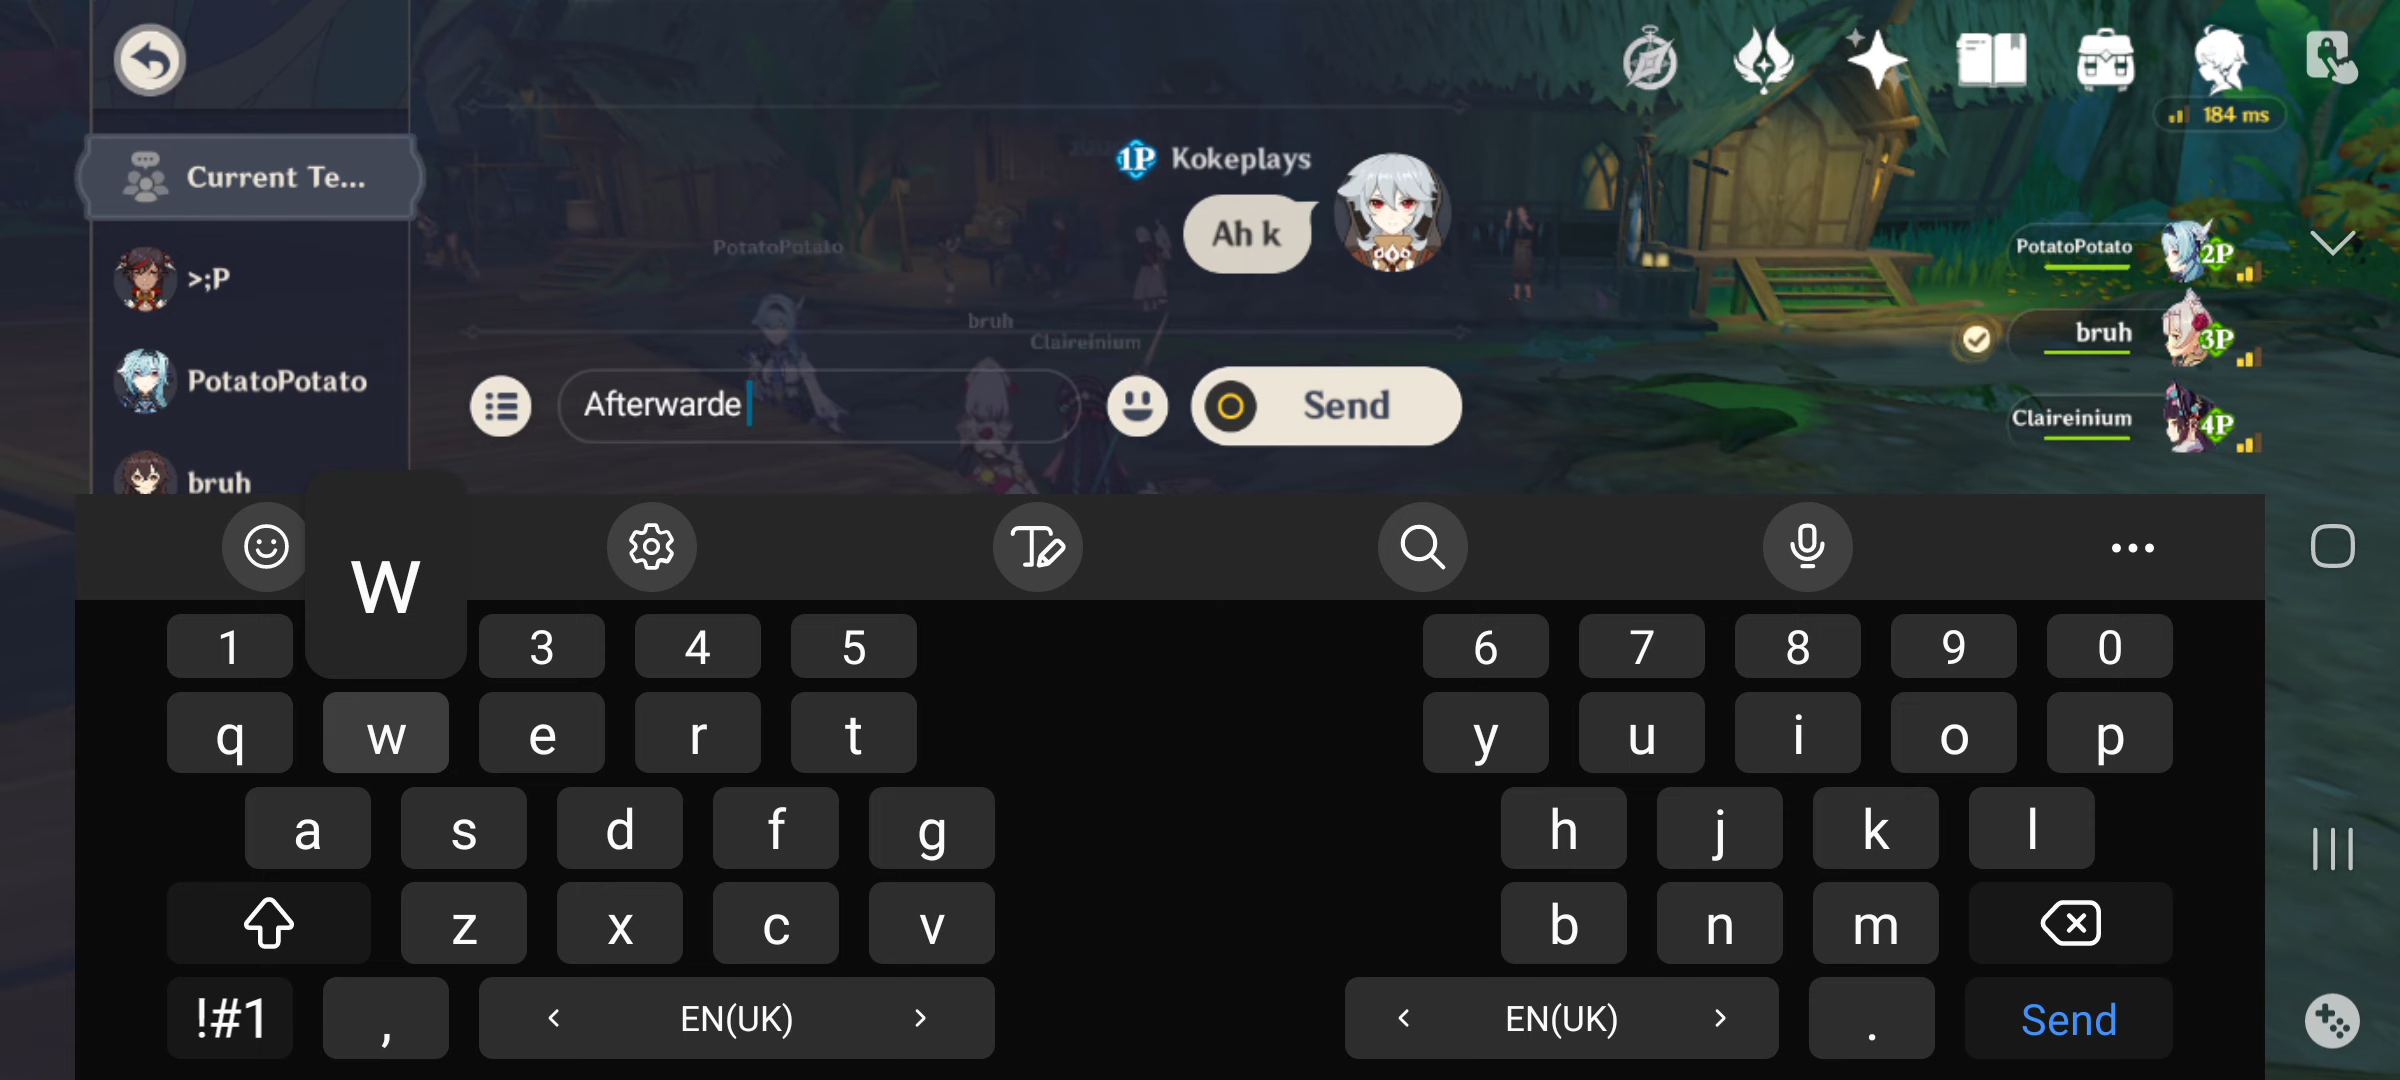 184 ms
Current Te...
1P Kokeplays
Ah k
>;P
PotatoPotato
bruh
PotatoPotato
bruh
Claireinium
Afterwarde
Send
PotatoPotato 2P
bruh 3P
Claireinium 4P
W
1 3 4 5 6 7 8 9 0
q w e r t y u i o p
a s d f g h j k l
z x c v b n m
!#1 , < EN(UK) > < EN(UK) > . Send